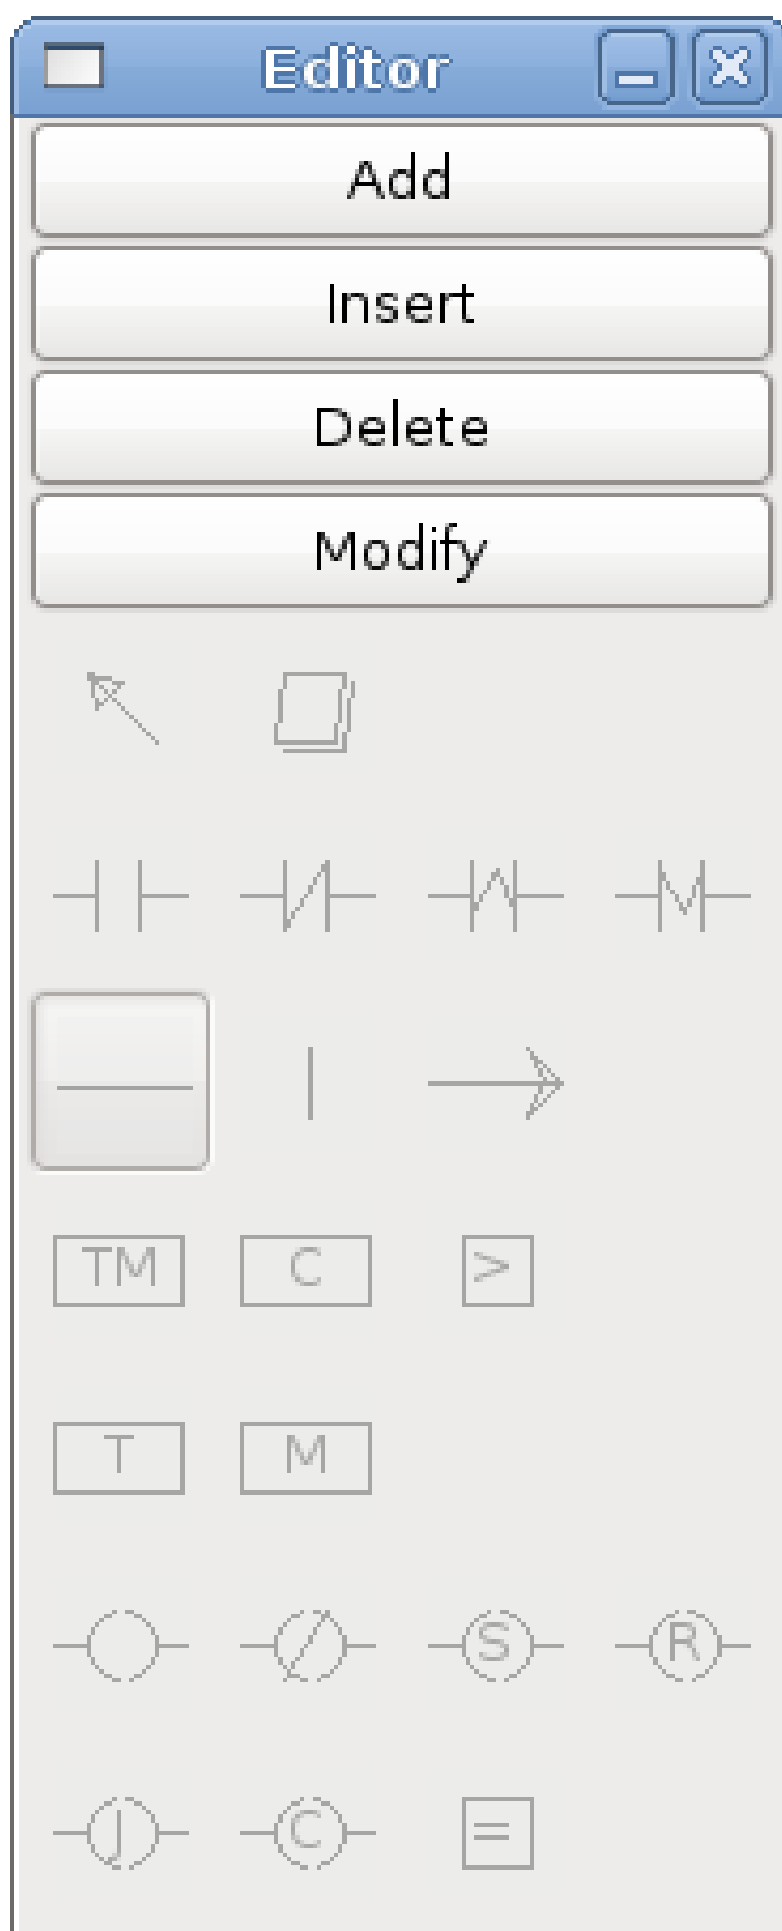 Editor
Add
Insert
Delete
Modify
TM C >
T M
S R
J C =